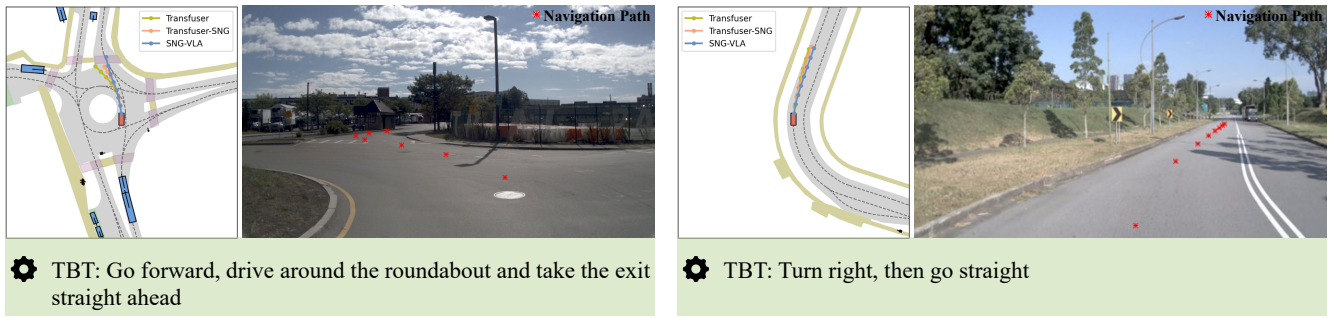 Transfuser
Transfuser-SNG
SNG-VLA
Navigation Path
TBT: Go forward, drive around the roundabout and take the exit
straight ahead
Transfuser
Transfuser-SNG
SNG-VLA
Navigation Path
TBT: Turn right, then go straight